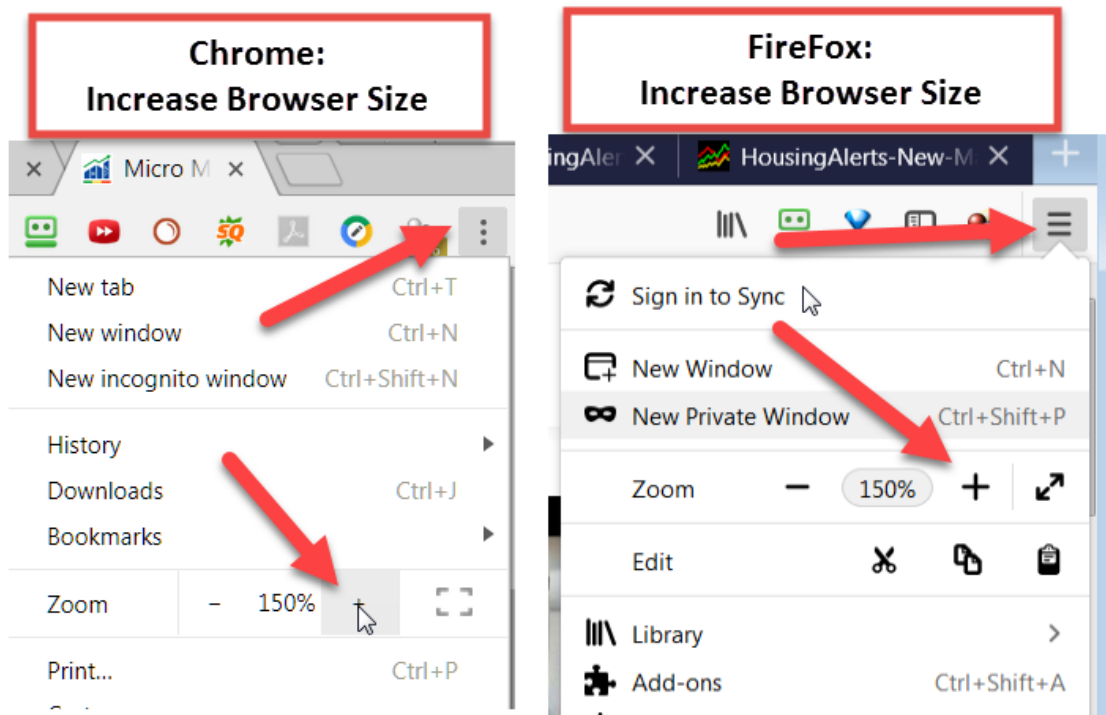 Chrome:
Increase Browser Size
Micro M
New tab Ctrl+T
New window Ctrl+N
New incognito window Ctrl+Shift+N
History
Downloads Ctrl+J
Bookmarks
Zoom - 150% +
Print... Ctrl+P
FireFox:
Increase Browser Size
ingAler HousingAlerts-New-M
Sign in to Sync
New Window Ctrl+N
New Private Window Ctrl+Shift+P
Zoom 150%
Edit
Library
Add-ons Ctrl+Shift+A